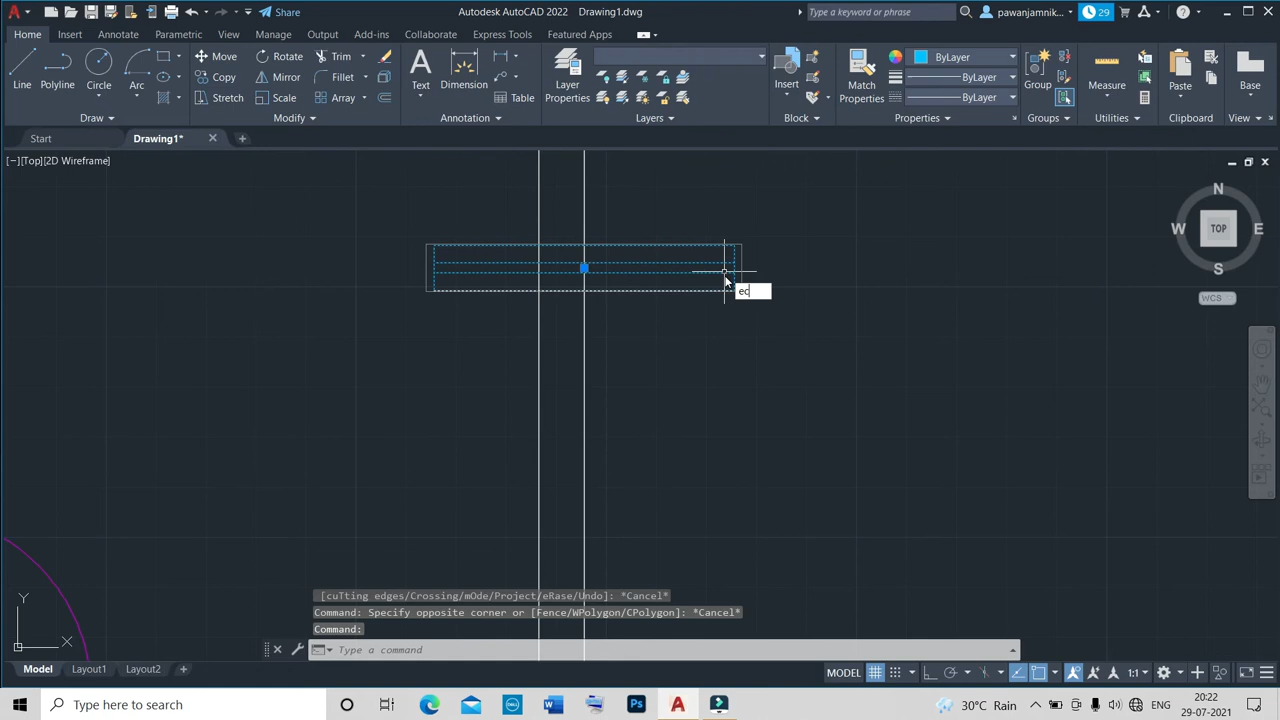 Share
Autodesk AutoCAD 2022 Drawing1.dwg
Type a keyword or phrase
pawanjamnik...
29
Home Insert Annotate Parametric View Manage Output Add-ins Collaborate Express Tools Featured Apps
Line Polyline Circle Arc
Move Rotate Trim
Copy Mirror Fillet
Stretch Scale Array
Text Dimension Table
Layer Properties
Insert
Match Properties
ByLayer
ByLayer
ByLayer
Group
Measure
Paste
Base
Draw Modify Annotation Layers Block Properties Groups Utilities Clipboard View
Start Drawing1*
[−][Top][2D Wireframe]
N
W TOP E
S
WCS
ec
Y
X
[cuTting edges/Crossing/mOde/Project/eRase/Undo]: *Cancel*
Command: Specify opposite corner or [Fence/WPolygon/CPolygon]: *Cancel*
Command:
Type a command
Model Layout1 Layout2
MODEL 1:1
Type here to search
30°C Rain
ENG
20:22
29-07-2021